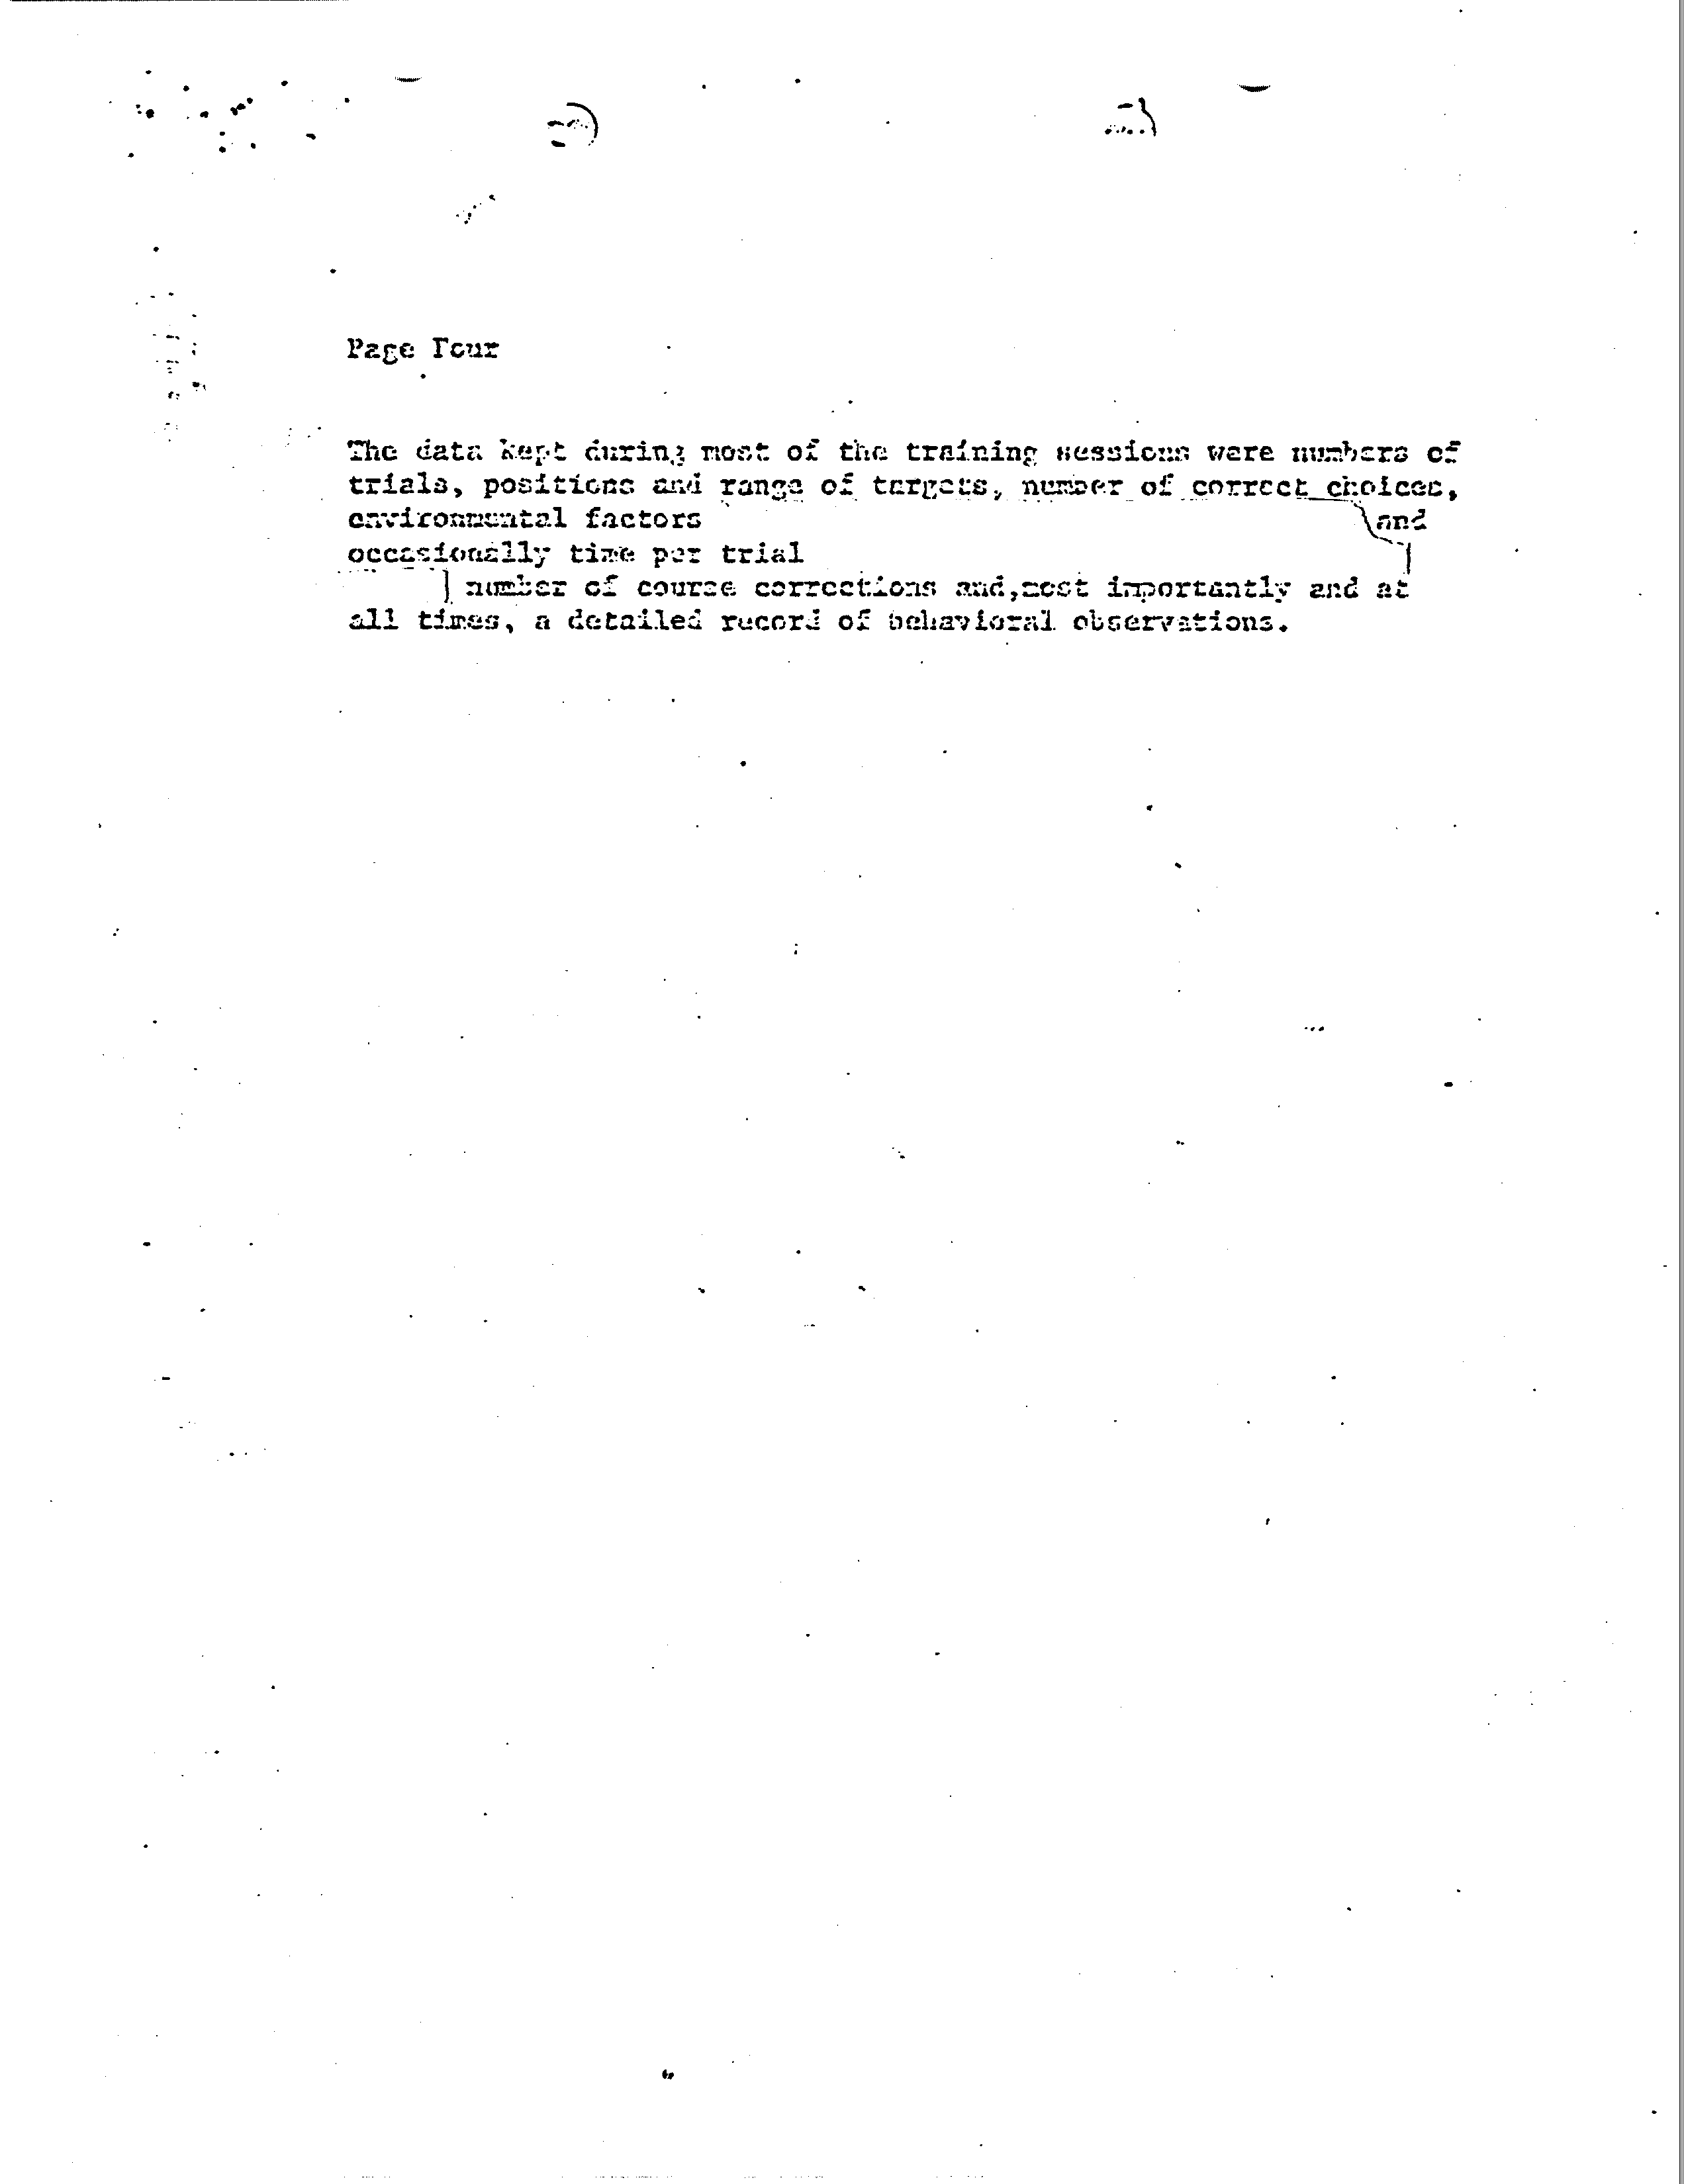 Page Four
The data kept during most of the training sessions were numbers of
trials, positions and range of targets, number of correct choices,
environmental factors and
occasionally time per trial
number of course corrections and,most importantly and at
all times, a detailed record of behavioral observations.